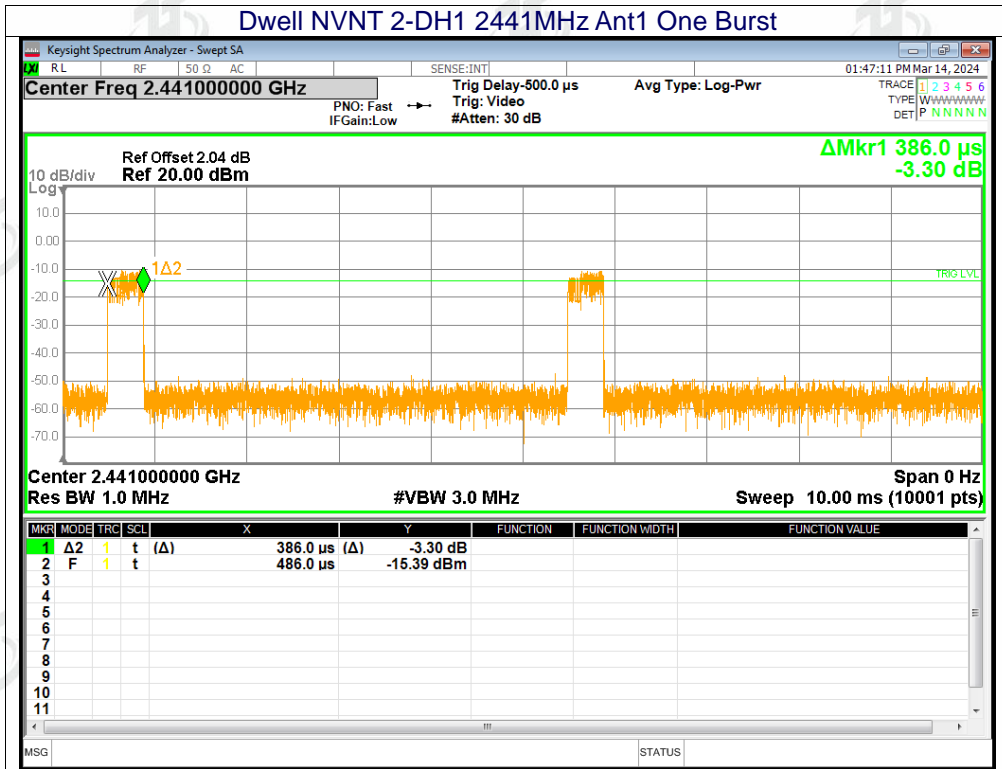 Dwell NVNT 2-DH1 2441MHz Ant1 One Burst
Keysight Spectrum Analyzer - Swept SA
LXI RL RF 50 Ω AC SENSE:INT 01:47:11 PM Mar 14, 2024
Center Freq 2.441000000 GHz Trig Delay-500.0 µs Avg Type: Log-Pwr TRACE 1 2 3 4 5 6
PNO: Fast Trig: Video TYPE WWWWWWW
IFGain:Low #Atten: 30 dB DET P N N N N N
ΔMkr1 386.0 µs
-3.30 dB
Ref Offset 2.04 dB
10 dB/div Ref 20.00 dBm
Log
10.0
0.00
-10.0 1Δ2
TRIG LVL
-20.0
-30.0
-40.0
-50.0
-60.0
-70.0
Center 2.441000000 GHz Span 0 Hz
Res BW 1.0 MHz #VBW 3.0 MHz Sweep 10.00 ms (10001 pts)
MKR MODE TRC SCL X Y FUNCTION FUNCTION WIDTH FUNCTION VALUE
1 Δ2 1 t (Δ) 386.0 µs (Δ) -3.30 dB
2 F 1 t 486.0 µs -15.39 dBm
3
4
5
6
7
8
9
10
11
MSG STATUS